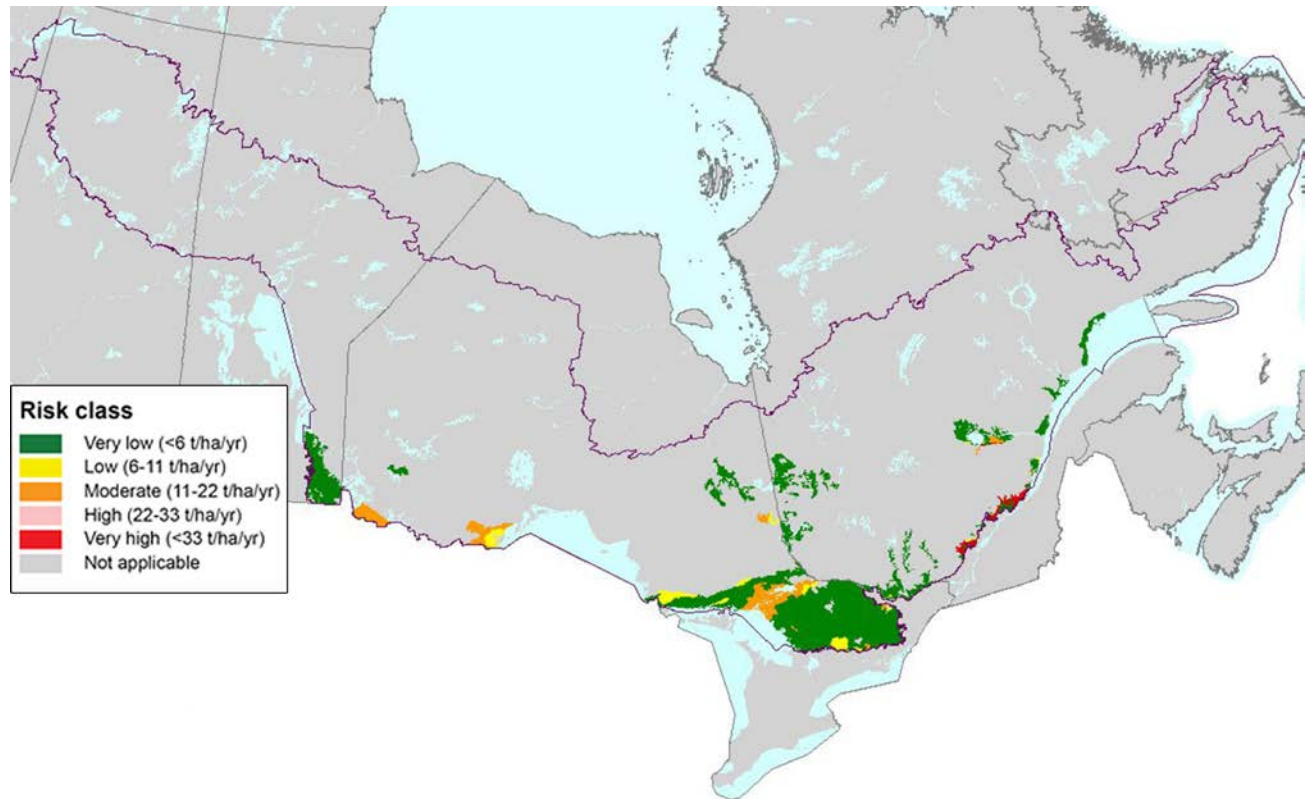 Risk class
Very low (<6 t/ha/yr)
Low (6-11 t/ha/yr)
Moderate (11-22 t/ha/yr)
High (22-33 t/ha/yr)
Very high (<33 t/ha/yr)
Not applicable